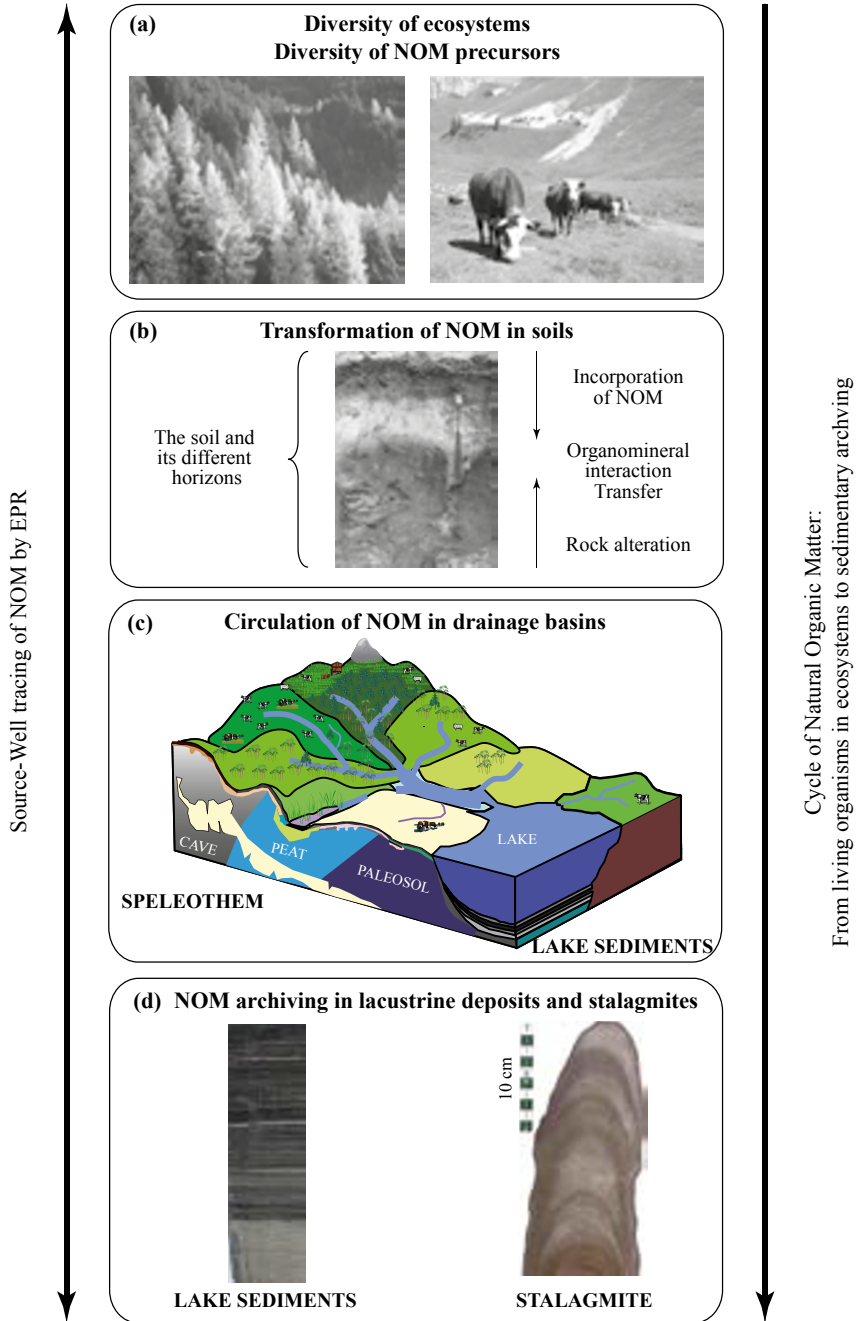 (a)
Diversity of ecosystems
Diversity of NOM precursors
(b)
Transformation of NOM in soils
The soil and
its different
horizons
Incorporation
of NOM
Organomineral
interaction
Transfer
Rock alteration
(c)
Circulation of NOM in drainage basins
CAVE
PEAT
PALEOSOL
LAKE
SPELEOTHEM
LAKE SEDIMENTS
(d) NOM archiving in lacustrine deposits and stalagmites
10 cm
LAKE SEDIMENTS
STALAGMITE
Source-Well tracing of NOM by EPR
Cycle of Natural Organic Matter:
From living organisms in ecosystems to sedimentary archving